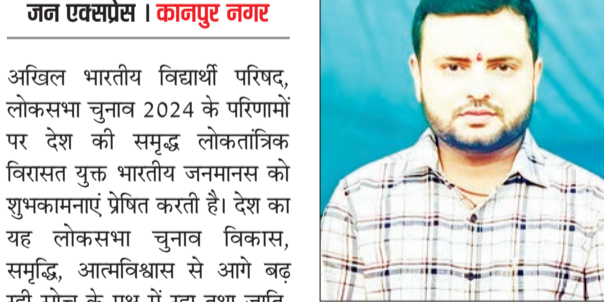 जन एक्सप्रेस । कानपुर नगर
अखिल भारतीय विद्यार्थी परिषद,
लोकसभा चुनाव 2024 के परिणामों
पर देश की समृद्ध लोकतांत्रिक
विरासत युक्त भारतीय जनमानस को
शुभकामनाएं प्रेषित करती है। देश का
यह लोकसभा चुनाव विकास,
समृद्धि, आत्मविश्वास से आगे बढ़